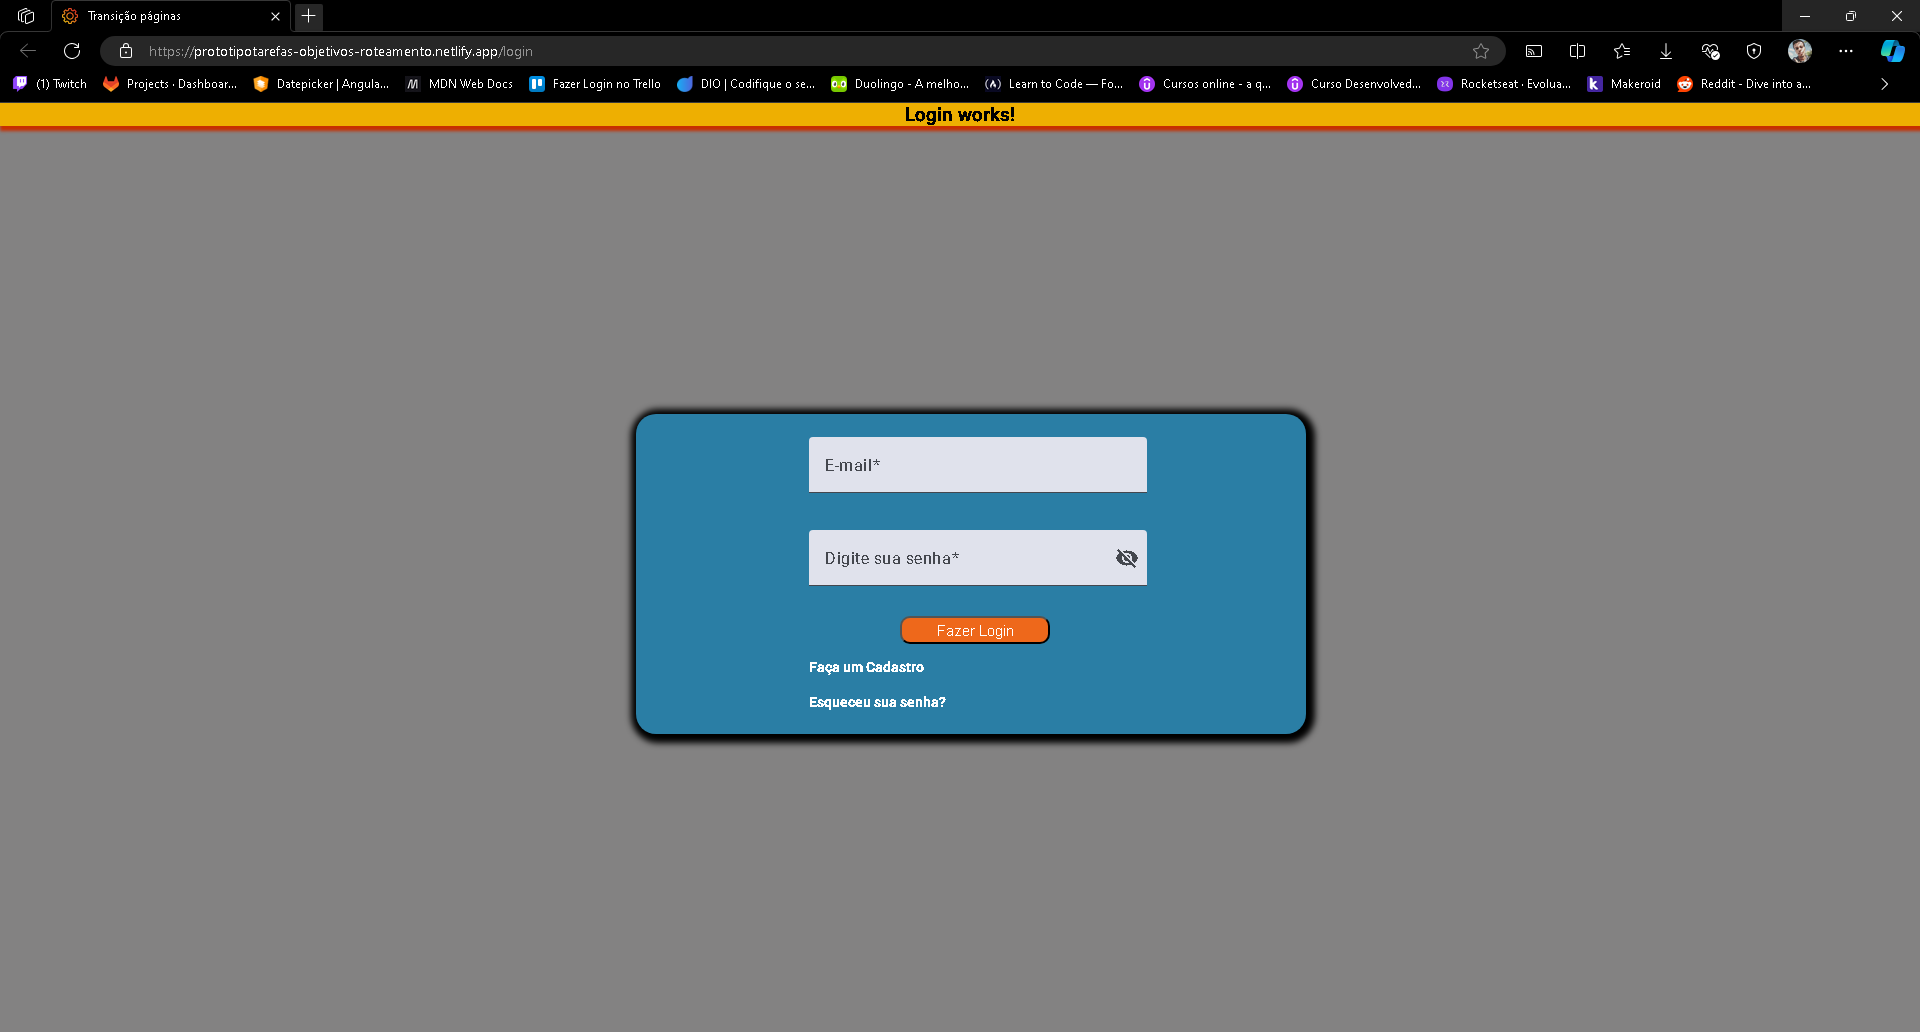 Transição páginas
https://prototipotarefas-objetivos-roteamento.netlify.app/login
(1) Twitch Projects · Dashboar... Datepicker | Angula... MDN Web Docs Fazer Login no Trello DIO | Codifique o se... Duolingo - A melho... Learn to Code — Fo... Cursos online - a q... Curso Desenvolved... Rocketseat · Evolua... Makeroid Reddit - Dive into a...
Login works!
E-mail*
Digite sua senha*
Fazer Login
Faça um Cadastro
Esqueceu sua senha?